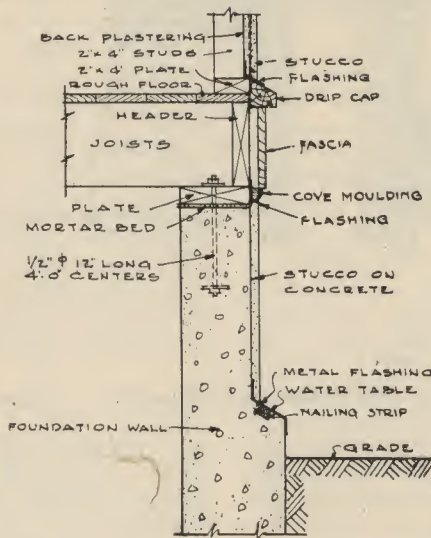 BACK PLASTERING
2" x 4" STUDS
2" x 4" PLATE
ROUGH FLOOR
HEADER
JOISTS
PLATE
MORTAR BED
1/2" φ 12" LONG
4'-0" CENTERS
FOUNDATION WALL
STUCCO
FLASHING
DRIP CAP
FASCIA
COVE MOULDING
FLASHING
STUCCO ON
CONCRETE
METAL FLASHING
WATER TABLE
NAILING STRIP
GRADE